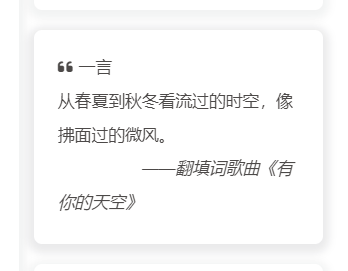 ❝ 一言
从春夏到秋冬看流过的时空，像
拂面过的微风。
——翻填词歌曲《有
你的天空》